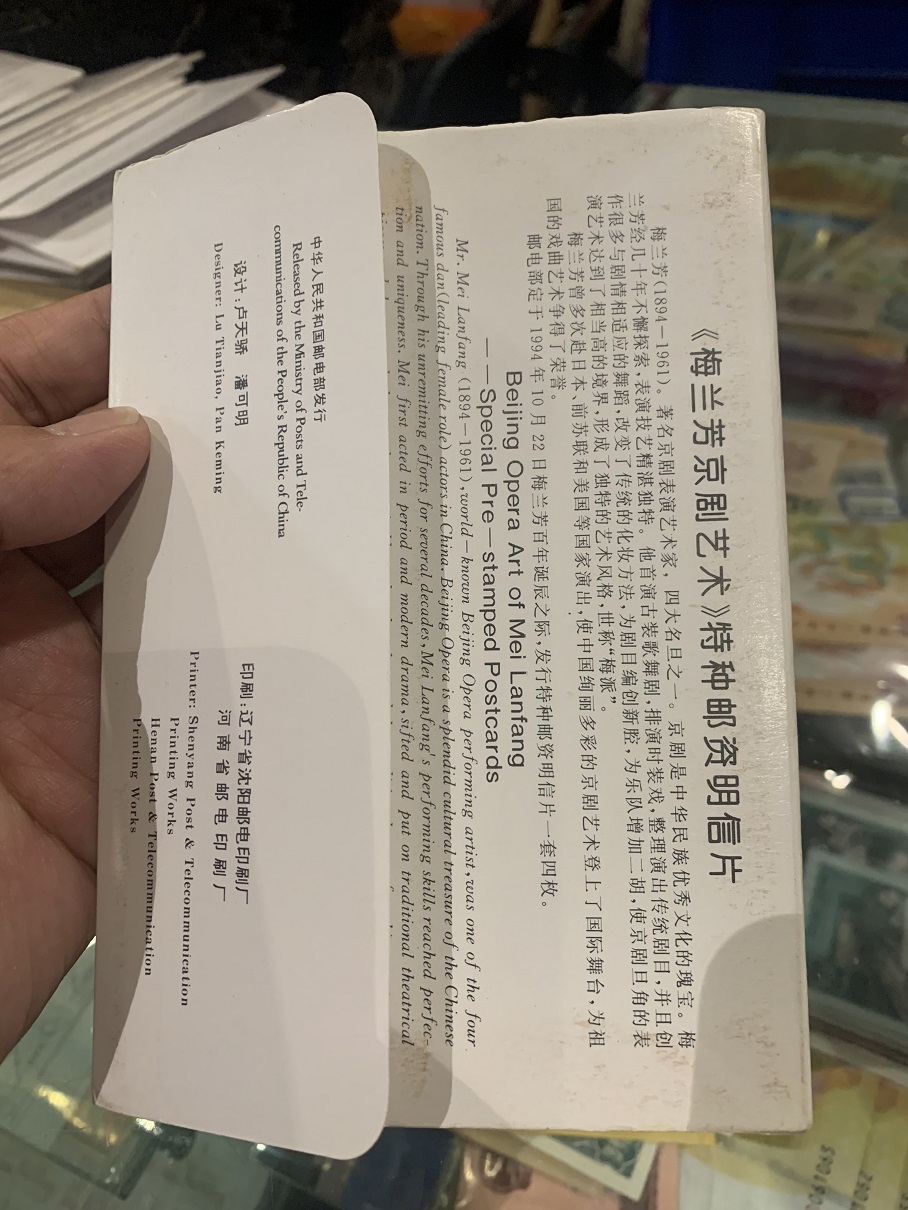 《梅兰芳京剧艺术》特种邮资明信片
梅兰芳(1894—1961)。著名京剧表演艺术家，四大名旦之一。京剧是中华民族优秀文化的瑰宝。梅
兰芳经几十年不懈探索，表演技艺精湛独特。他首演古装歌舞剧，排演时装戏，整理演出传统剧目，并且创
作很多与剧情相适应的舞蹈，改变了传统的化妆方法，为剧目编创新腔，为乐队增加二胡，使京剧旦角的表
演艺术达到了相当高的境界，形成了独特的艺术风格，世称“梅派”。
梅兰芳曾多次赴日本、前苏联和美国等国家演出，使中国绚丽多彩的京剧艺术登上了国际舞台，为祖
国的戏曲艺术争得了荣誉。
邮电部定于 1994 年 10 月 22 日梅兰芳百年诞辰之际，发行特种邮资明信片一套四枚。
Beijing Opera Art of Mei Lanfang
——Special Pre—stamped Postcards
Mr. Mei Lanfang (1894—1961), world—known Beijing Opera performing artist, was one of the four
famous dan(leading female role) actors in China. Beijing Opera is a splendid cultural treasure of the Chinese
nation. Through his unremitting efforts for several decades, Mei Lanfang's performing skills reached perfec-
tion and uniqueness. Mei first acted in period and modern drama, sifted and put on traditional theatrical
中华人民共和国邮电部发行
Released by the Ministry of Posts and Tele-
communications of the People's Republic of China
设计：卢天骄 潘可明
Designer: Lu Tianjiao, Pan Keming
印刷：辽宁省沈阳邮电印刷厂
河南省邮电印刷厂
Printer: Shenyang Post & Telecommunication
Printing Works
Henan Post & Telecommunication
Printing Works